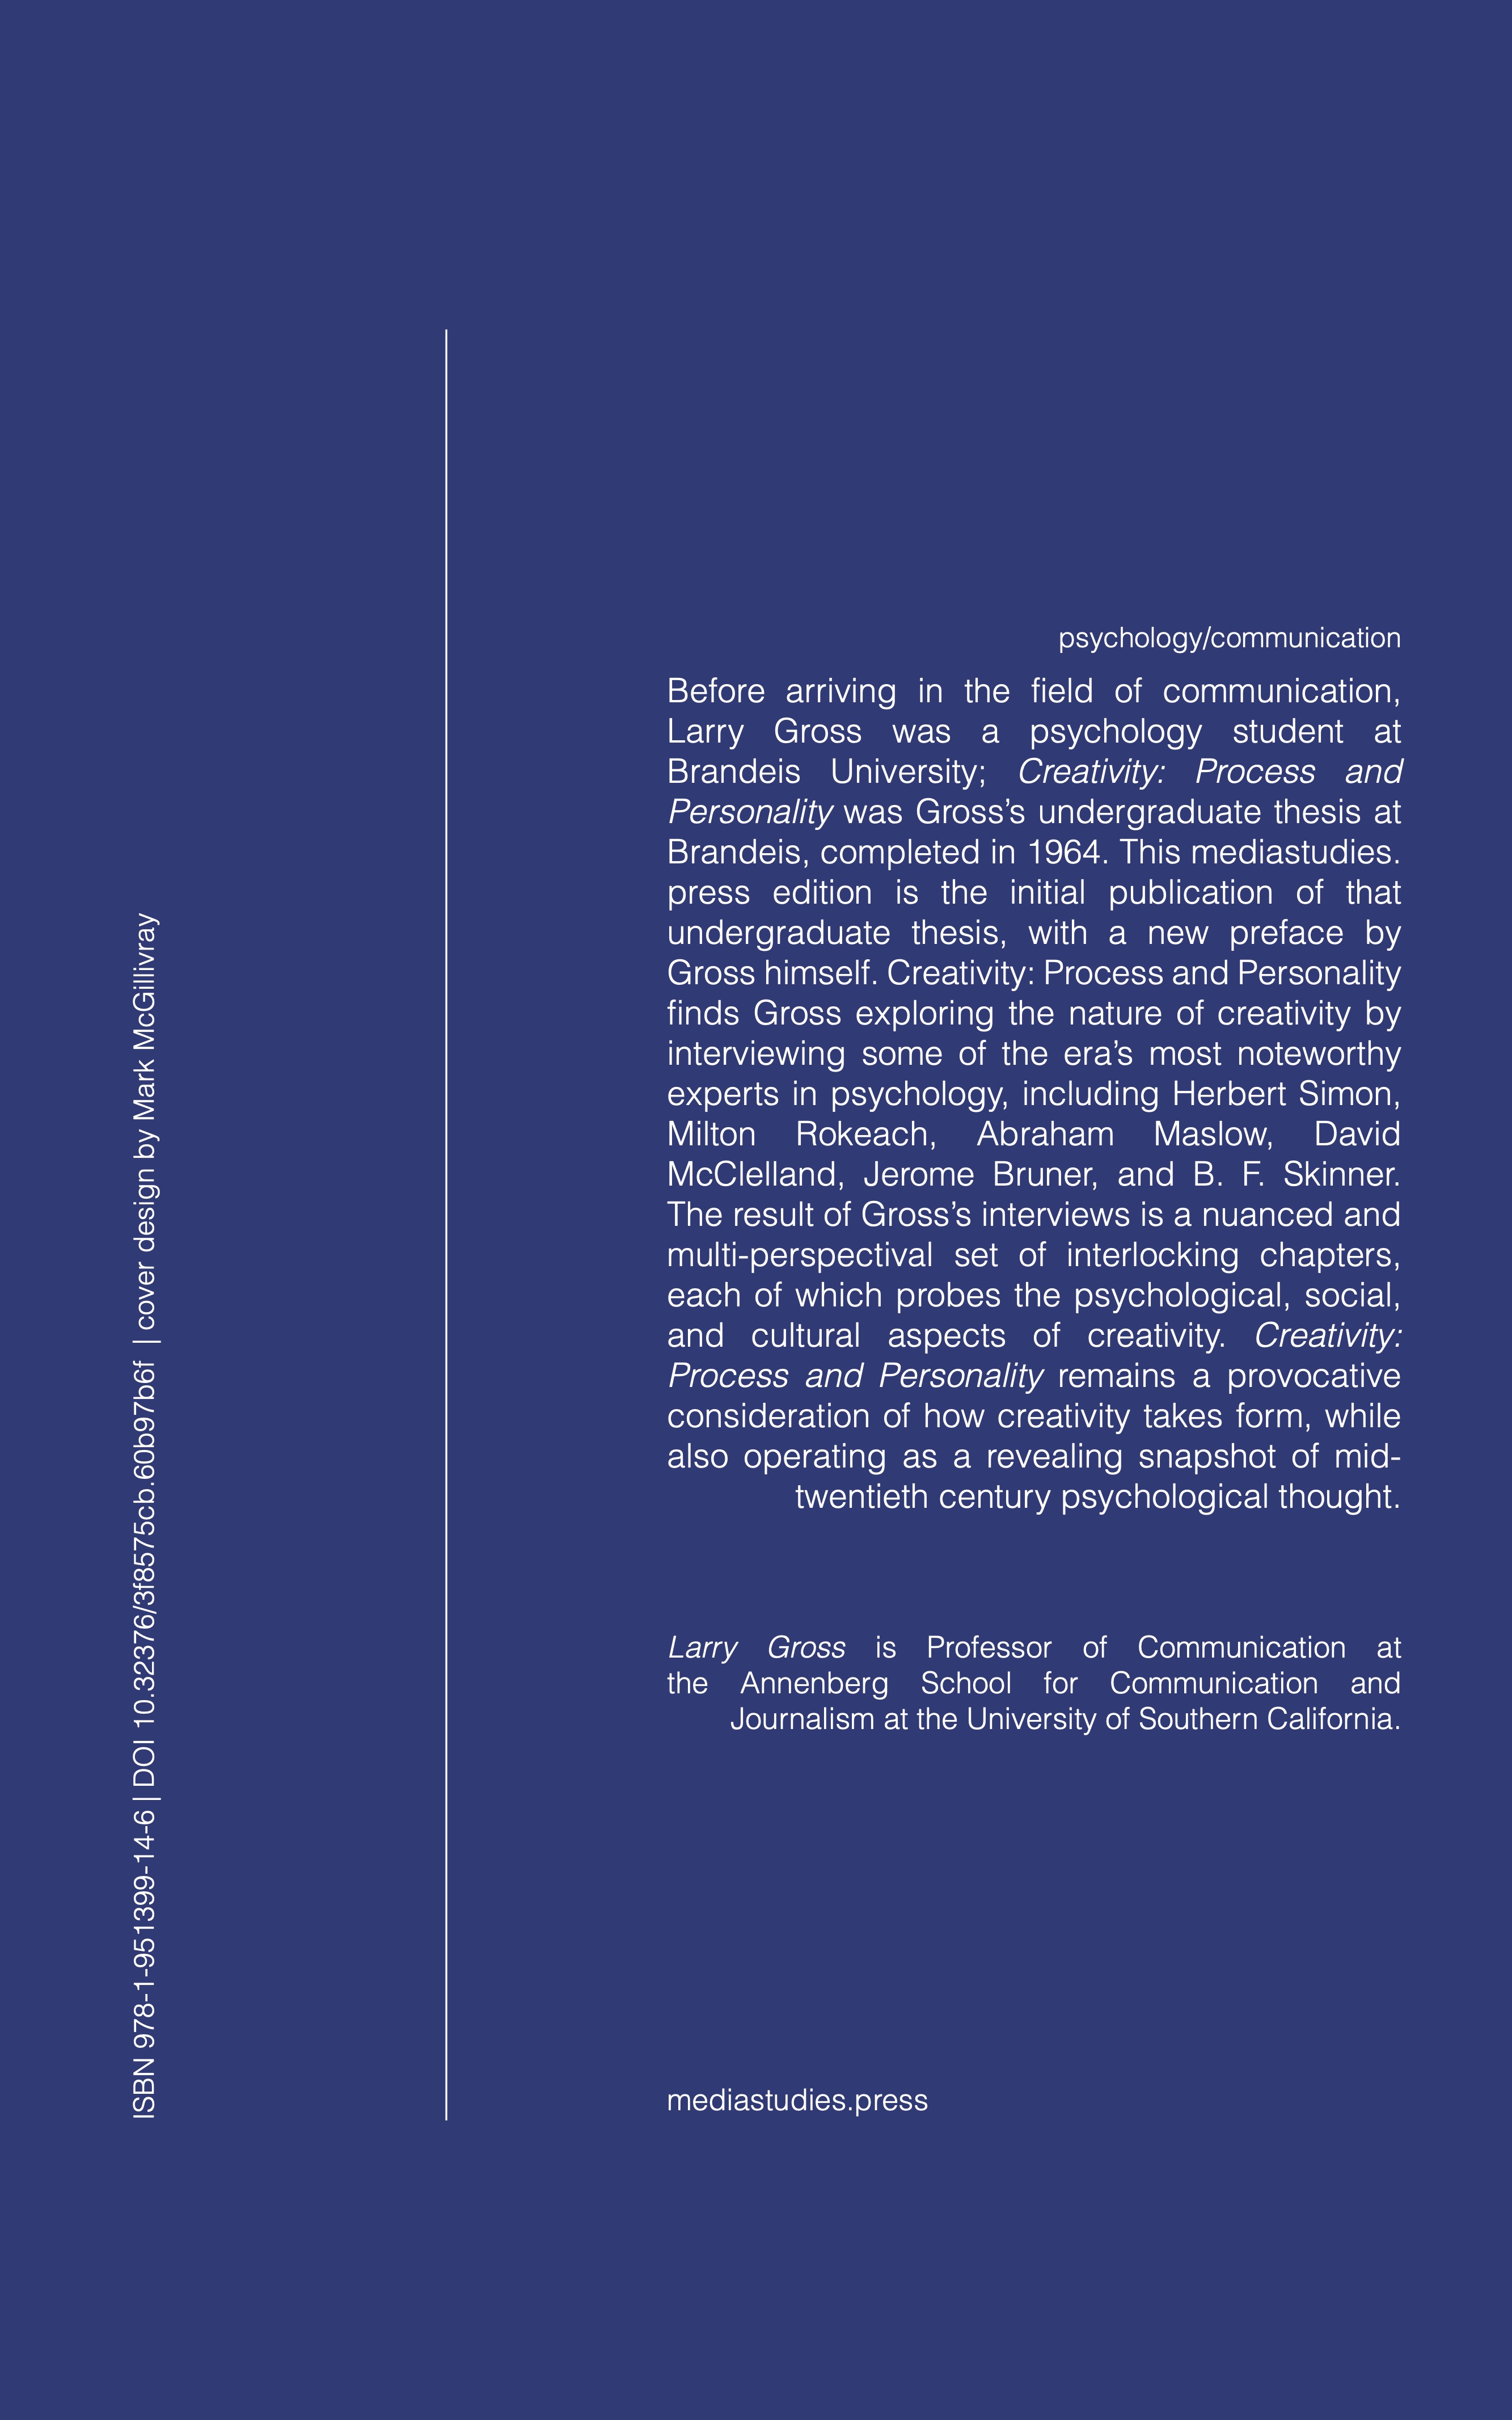 psychology/communication
Before arriving in the field of communication,
Larry Gross was a psychology student at
Brandeis University; Creativity: Process and
Personality was Gross's undergraduate thesis at
Brandeis, completed in 1964. This mediastudies.
press edition is the initial publication of that
undergraduate thesis, with a new preface by
Gross himself. Creativity: Process and Personality
finds Gross exploring the nature of creativity by
interviewing some of the era's most noteworthy
experts in psychology, including Herbert Simon,
Milton Rokeach, Abraham Maslow, David
McClelland, Jerome Bruner, and B. F. Skinner.
The result of Gross's interviews is a nuanced and
multi-perspectival set of interlocking chapters,
each of which probes the psychological, social,
and cultural aspects of creativity. Creativity:
Process and Personality remains a provocative
consideration of how creativity takes form, while
also operating as a revealing snapshot of mid-
twentieth century psychological thought.
Larry Gross is Professor of Communication at
the Annenberg School for Communication and
Journalism at the University of Southern California.
mediastudies.press
ISBN 978-1-951399-14-6 | DOI 10.32376/3f8575cb.60b97b6f | cover design by Mark McGillivray